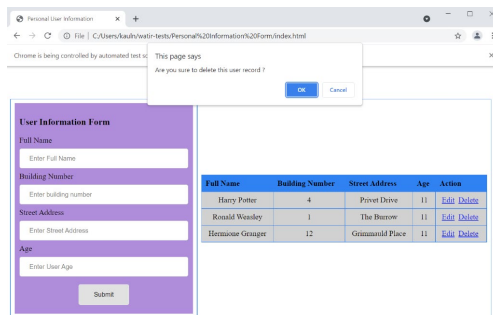 Personal User Information
File | C:/Users/kauln/watir-tests/Personal%20Information%20Form/index.html
Chrome is being controlled by automated test so
This page says
Are you sure to delete this user record ?
OK Cancel
User Information Form
Full Name
Enter Full Name
Building Number
Enter building number
Street Address
Enter Street Address
Age
Enter User Age
Submit
Full Name Building Number Street Address Age Action
Harry Potter 4 Privet Drive 11 Edit Delete
Ronald Weasley 1 The Burrow 11 Edit Delete
Hermione Granger 12 Grimmauld Place 11 Edit Delete